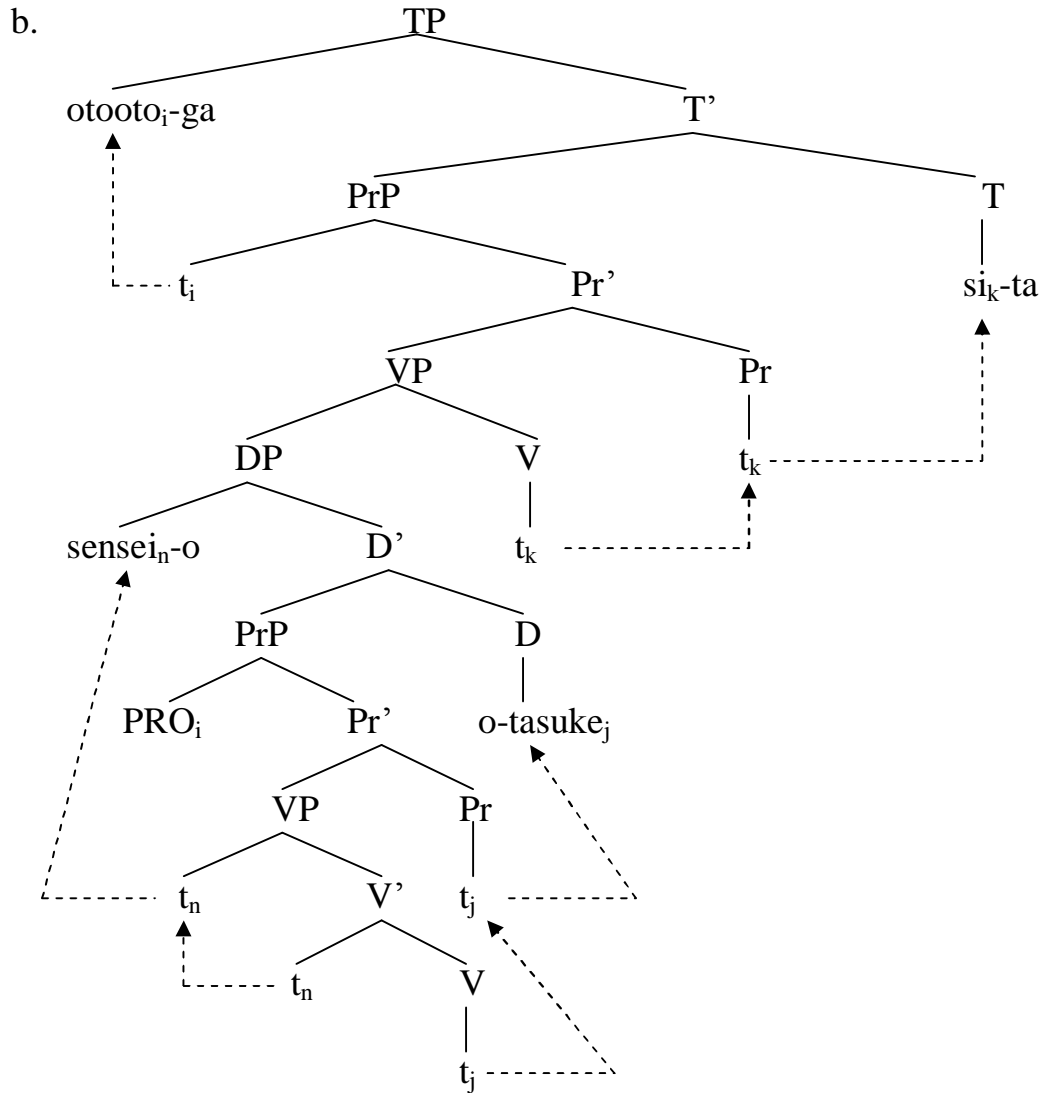 b.
TP
otootoᵢ-ga T’
PrP T
tᵢ Pr’ siₖ-ta
VP Pr
DP V tₖ
senseiₙ-o D’ tₖ
PrP D
PROᵢ Pr’ o-tasukeⱼ
VP Pr
tₙ V’ tⱼ
tₙ V
tⱼ